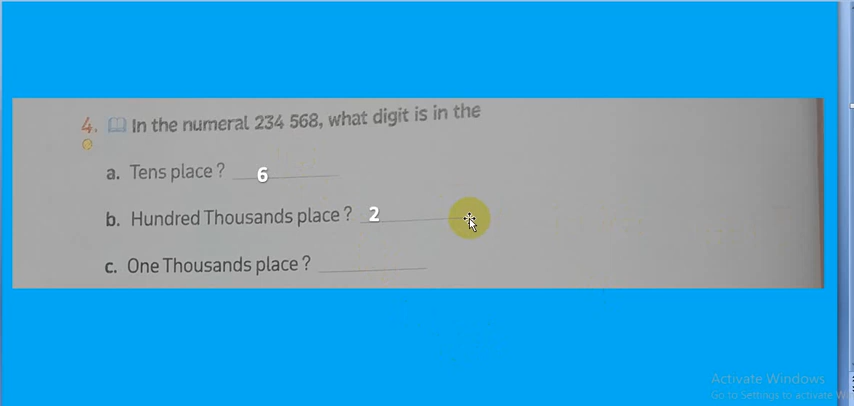 4. In the numeral 234 568, what digit is in the
a. Tens place ? 6
b. Hundred Thousands place ? 2
c. One Thousands place ?
Activate Windows
Go to Settings to activate W